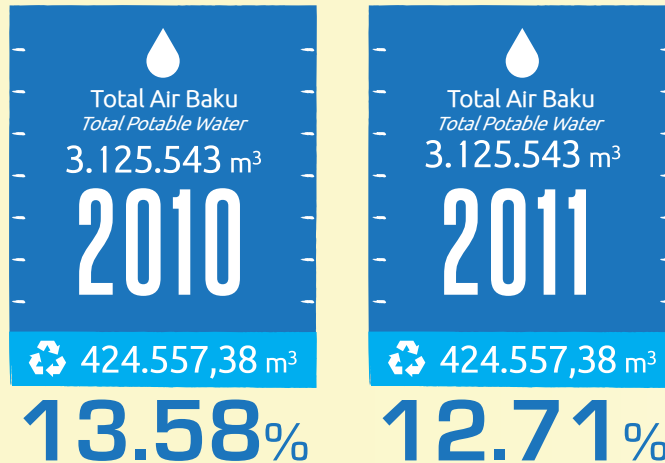 Total Air Baku
Total Potable Water
3.125.543 m³
2010
424.557,38 m³
13.58%
Total Air Baku
Total Potable Water
3.125.543 m³
2011
424.557,38 m³
12.71%